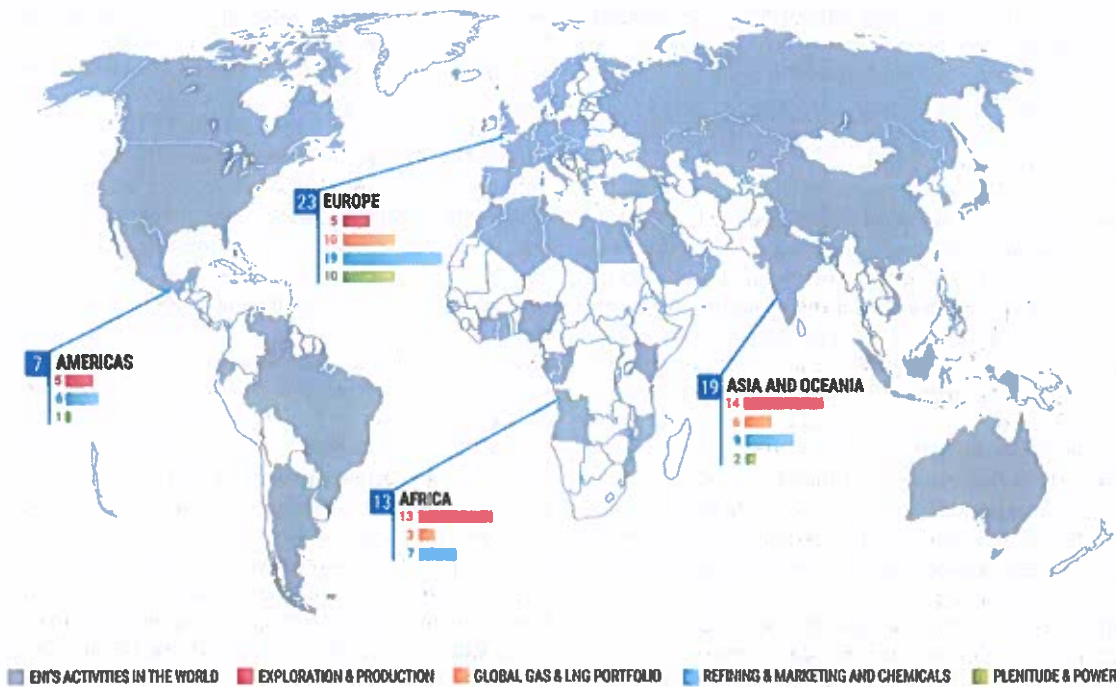 23 EUROPE
5
10
19
10
7 AMERICAS
5
6
1
19 ASIA AND OCEANIA
14
6
9
2
13 AFRICA
13
3
7
ENI'S ACTIVITIES IN THE WORLD EXPLORATION & PRODUCTION GLOBAL GAS & LNG PORTFOLIO REFINING & MARKETING AND CHEMICALS PLENITUDE & POWER